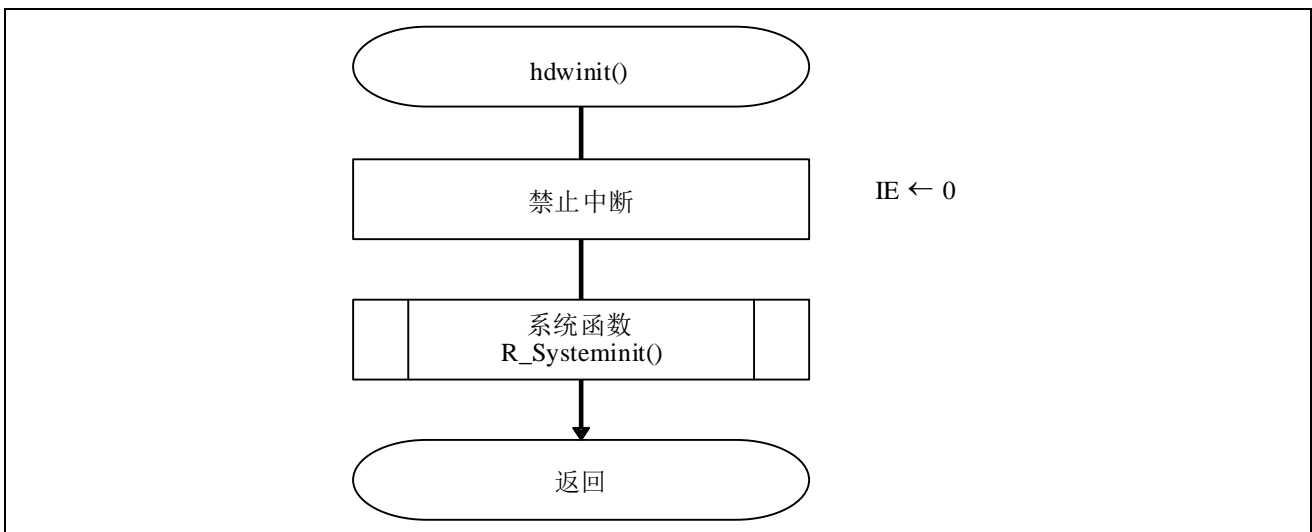 hdwinit()
禁止中断
IE ← 0
系统函数
R_Systeminit()
返回